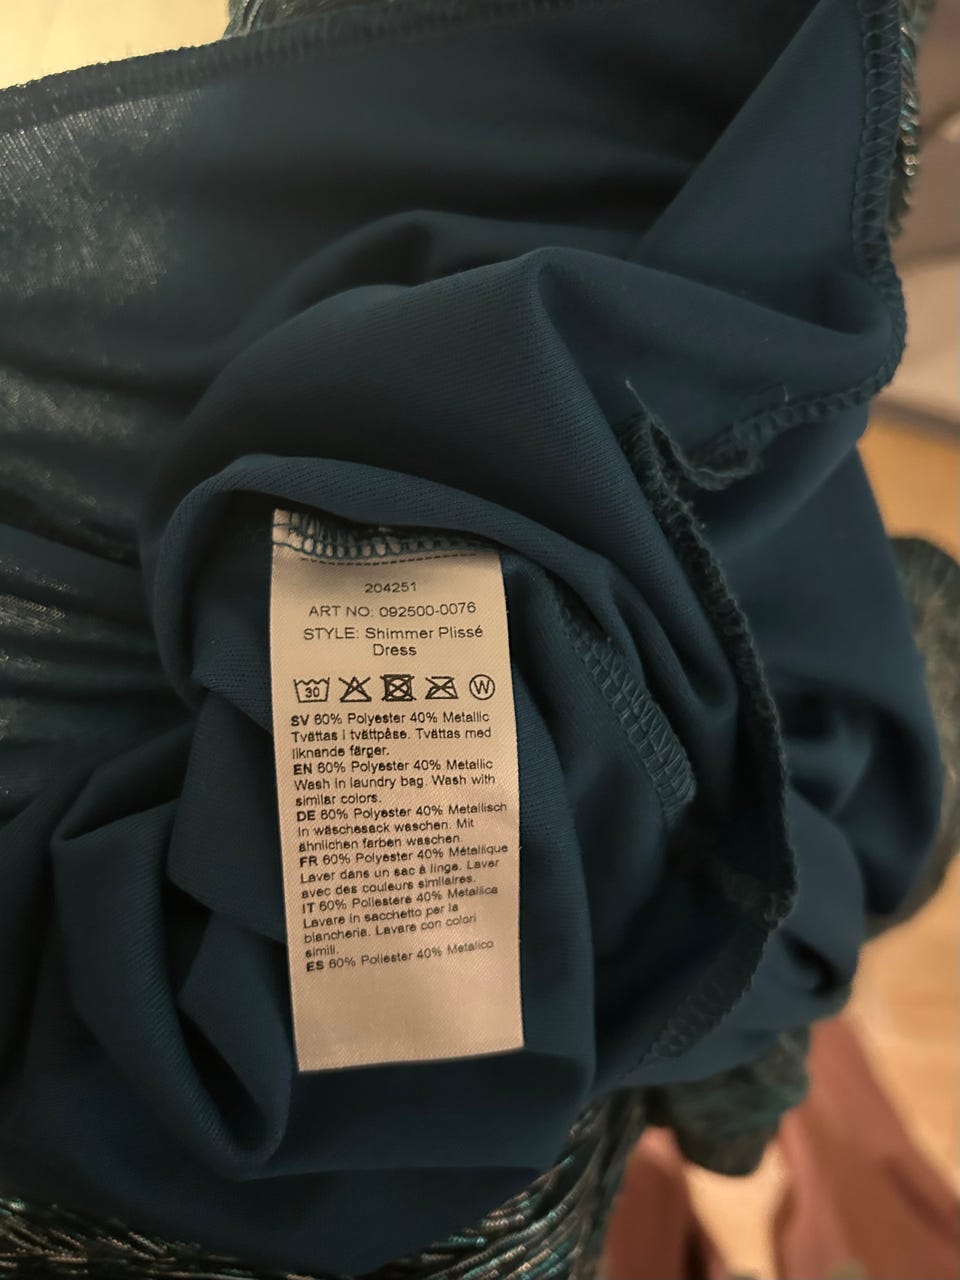 204251
ART NO: 092500-0076
STYLE: Shimmer Plissé
Dress
30
W
SV 60% Polyester 40% Metallic
Tvättas i tvättpåse. Tvättas med
liknande färger.
EN 60% Polyester 40% Metallic
Wash in laundry bag. Wash with
similar colors.
DE 60% Polyester 40% Metallisch
In wäschesack waschen. Mit
ähnlichen farben waschen.
FR 60% Polyester 40% Métallique
Laver dans un sac à linge. Laver
avec des couleurs similaires.
IT 60% Poliestere 40% Metallica
Lavare in sacchetto per la
biancheria. Lavare con colori
simili.
ES 60% Poliester 40% Metalico